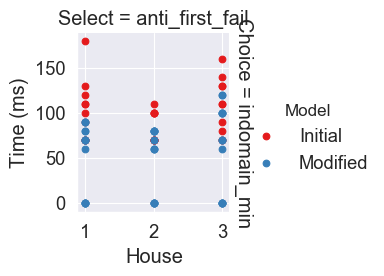 Select = anti_first_fail
Choice = indomain_min
Time (ms)
150
100
50
0
1 2 3
House
Model
Initial
Modified